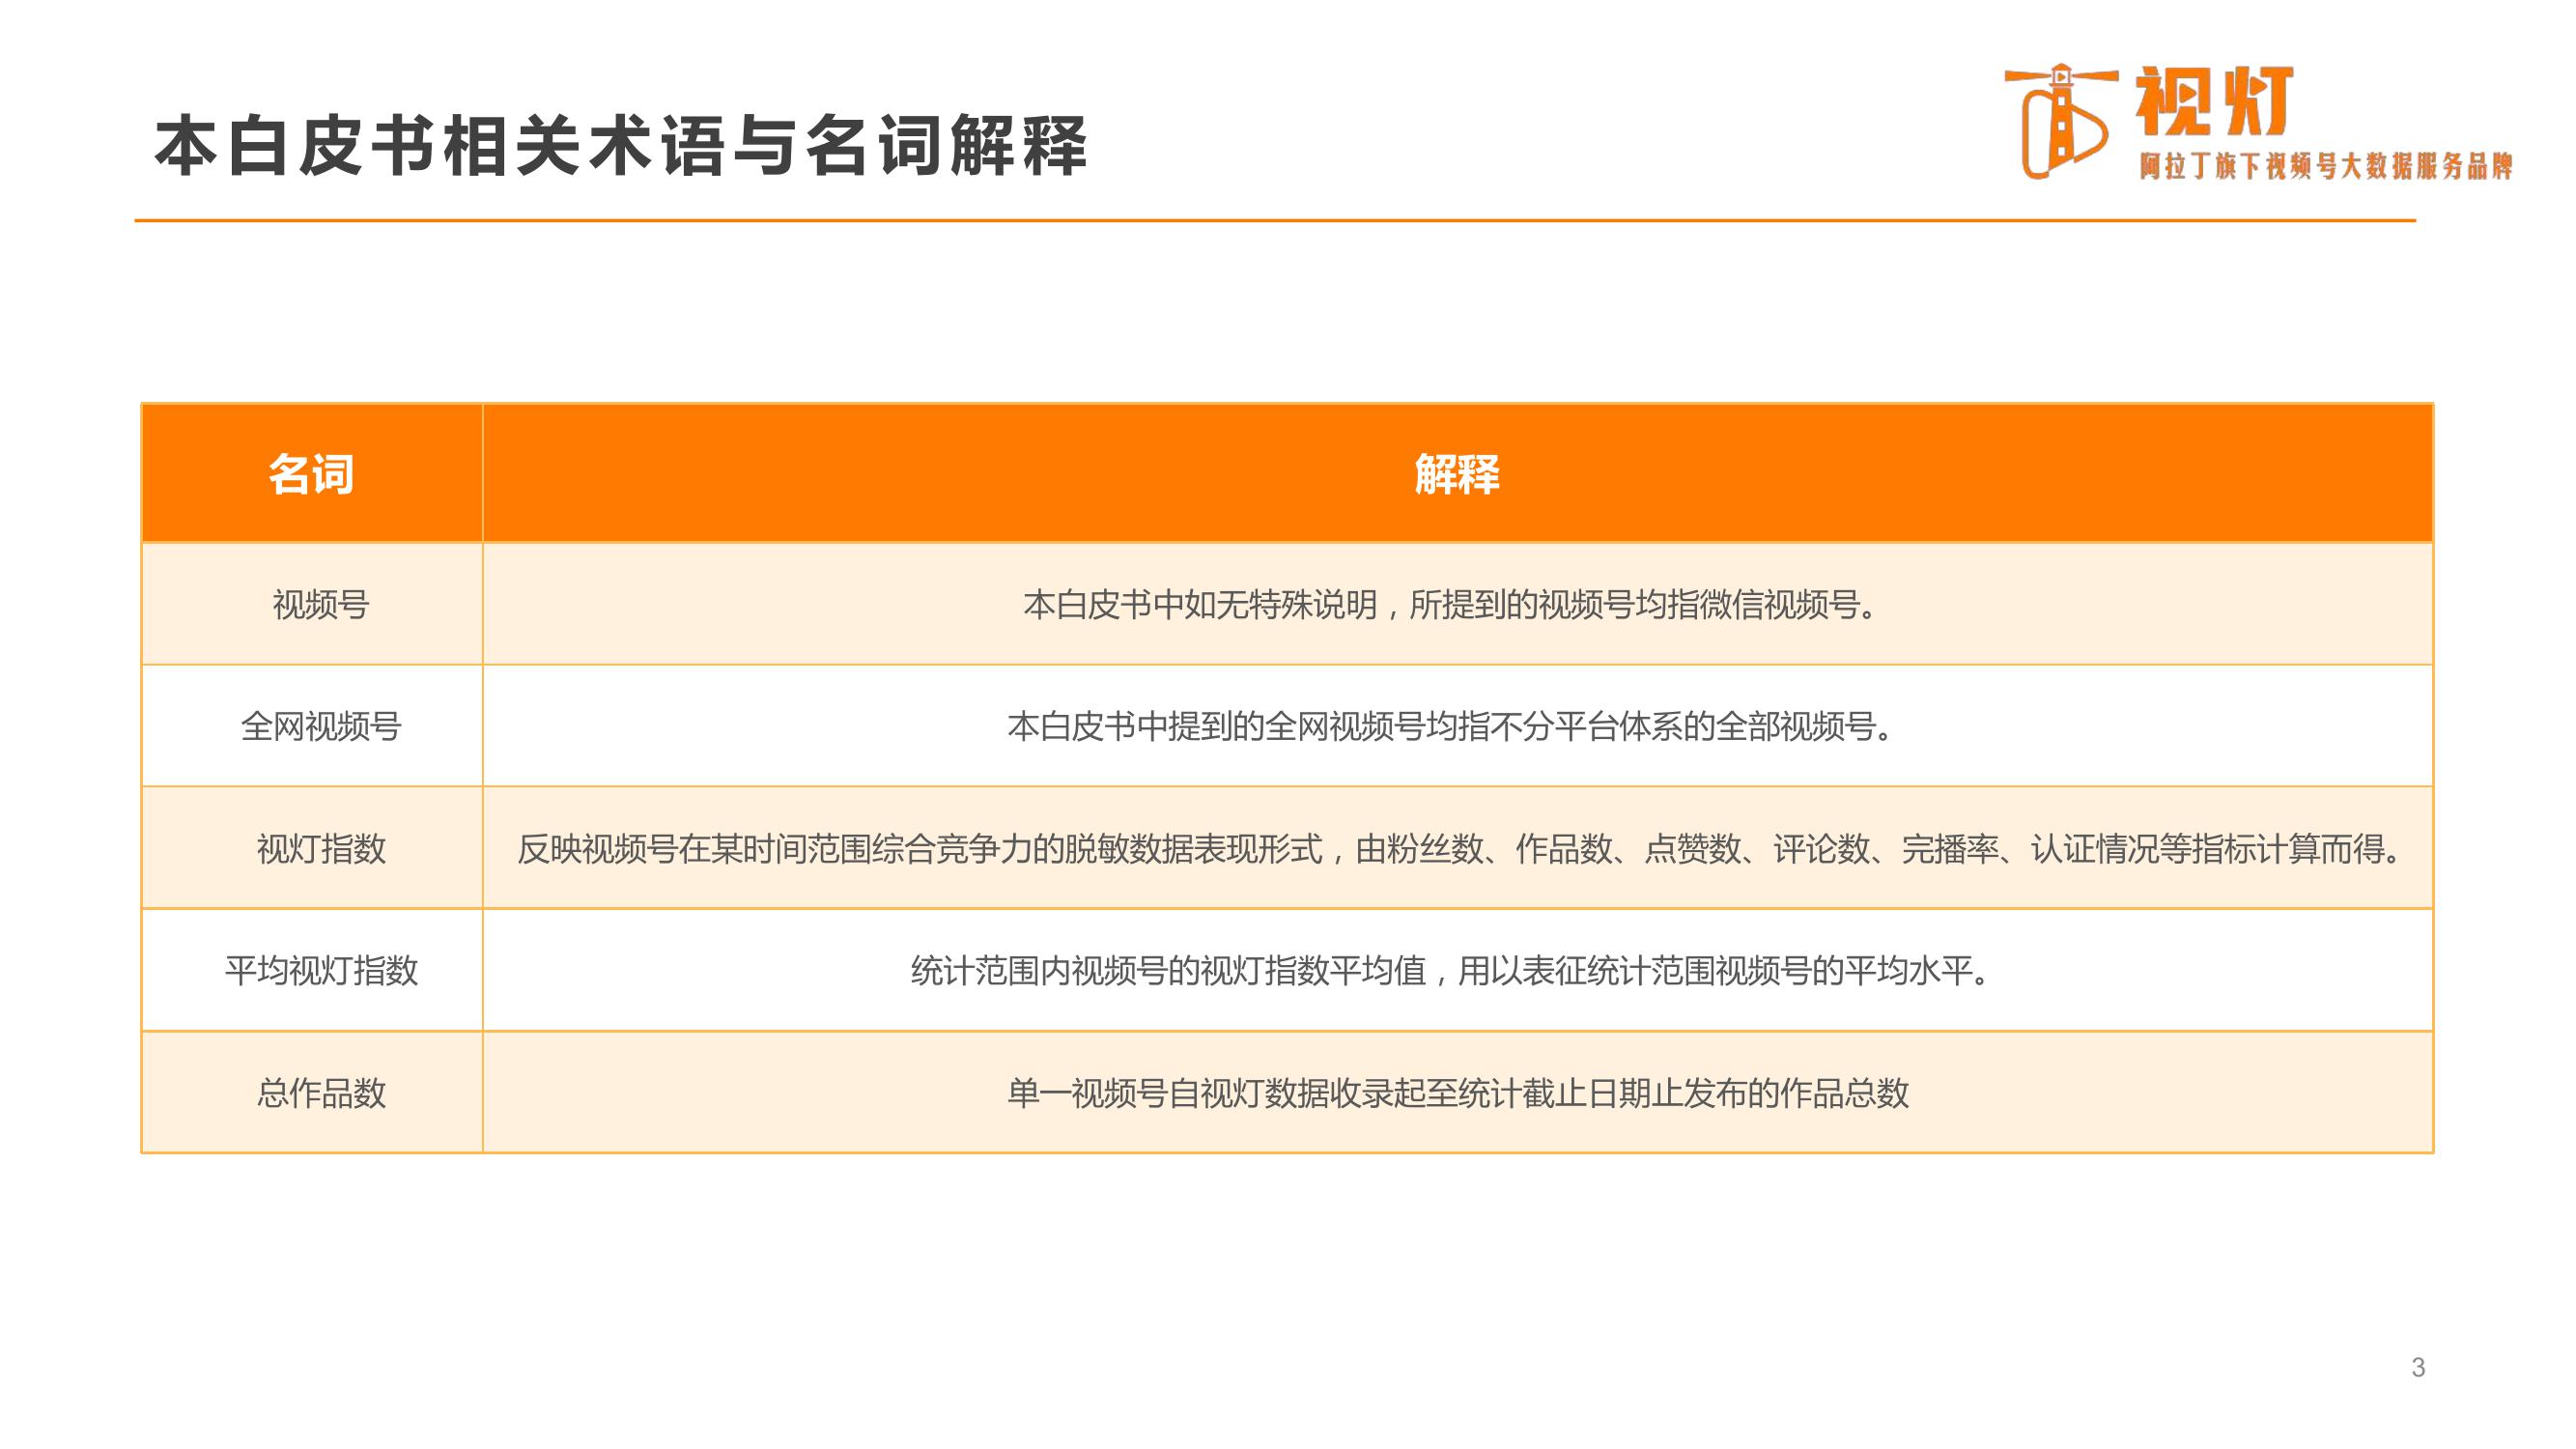 本白皮书相关术语与名词解释
视灯
阿拉丁旗下视频号大数据服务品牌
名词 解释
视频号 本白皮书中如无特殊说明，所提到的视频号均指微信视频号。
全网视频号 本白皮书中提到的全网视频号均指不分平台体系的全部视频号。
视灯指数 反映视频号在某时间范围综合竞争力的脱敏数据表现形式，由粉丝数、作品数、点赞数、评论数、完播率、认证情况等指标计算而得。
平均视灯指数 统计范围内视频号的视灯指数平均值，用以表征统计范围视频号的平均水平。
总作品数 单一视频号自视灯数据收录起至统计截止日期止发布的作品总数
3